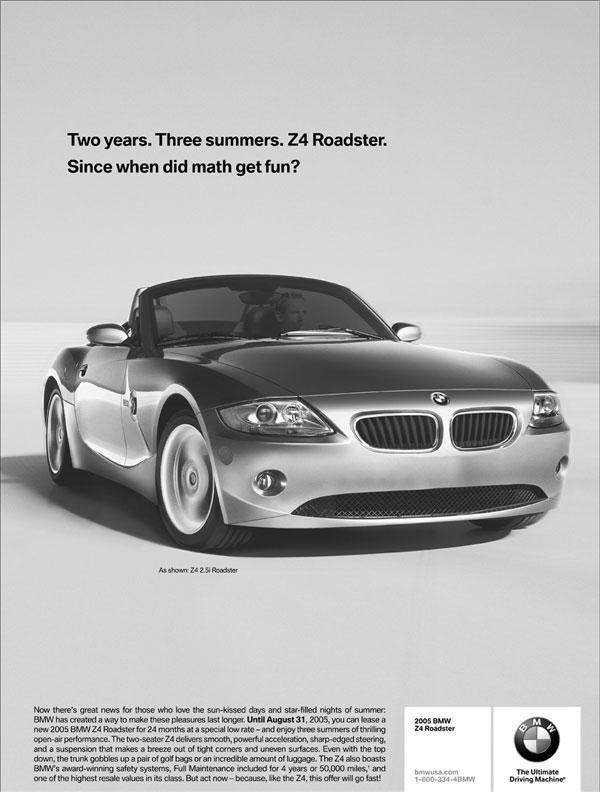 Two years. Three summers. Z4 Roadster.
Since when did math get fun?
As shown: Z4 2.5i Roadster
Now there's great news for those who love the sun-kissed days and star-filled nights of summer:
BMW has created a way to make these pleasures last longer. Until August 31, 2005, you can lease a
new 2005 BMW Z4 Roadster for 24 months at a special low rate – and enjoy three summers of thrilling
open-air performance. The two-seater Z4 delivers smooth, powerful acceleration, sharp-edged steering,
and a suspension that makes a breeze out of tight corners and uneven surfaces. Even with the top
down, the trunk gobbles up a pair of golf bags or an incredible amount of luggage. The Z4 also boasts
BMW's award-winning safety systems, Full Maintenance included for 4 years or 50,000 miles,¹ and
one of the highest resale values in its class. But act now – because, like the Z4, this offer will go fast!
2005 BMW
Z4 Roadster
bmwusa.com
1-800-334-4BMW
BMW
The Ultimate
Driving Machine®